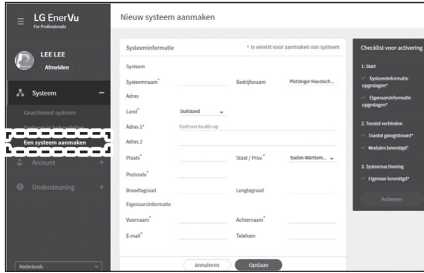 LG EnerVu
For Professionals
LEE LEE
Afmelden
Systeem
Geactiveerd systeem
Een systeem aanmaken
Account
Ondersteuning
Nederlands
Nieuw systeem aanmaken
Systeeminformatie
* is vereist voor aanmaken van systeem
Systeem
Systeemnaam*
Bedrijfsnaam
Pletzinger Haustech...
Adres
Land*
Duitsland
Adres 1*
Geef een locatie op
Adres 2
Plaats*
Staat / Prov.*
Baden-Württem...
Postcode*
Breedtegraad
Lengtegraad
Eigenaarsinformatie
Voornaam*
Achternaam*
E-mail*
Telefoon
Annuleren
Opslaan
Checklist voor activering
1. Start
Systeeminformatie opgeslagen*
Eigenaarsinformatie opgeslagen*
2. Toestel verbinden
Toestel geregistreerd*
Modulen bevestigd*
3. Systeemactivering
Eigenaar bevestigd*
Activeren